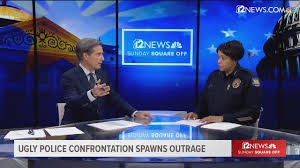 12NEWS.COM
12NEWS
SUNDAY SQUARE OFF
UGLY POLICE CONFRONTATION SPAWNS OUTRAGE
12NEWS
SUNDAY SQUARE OFF